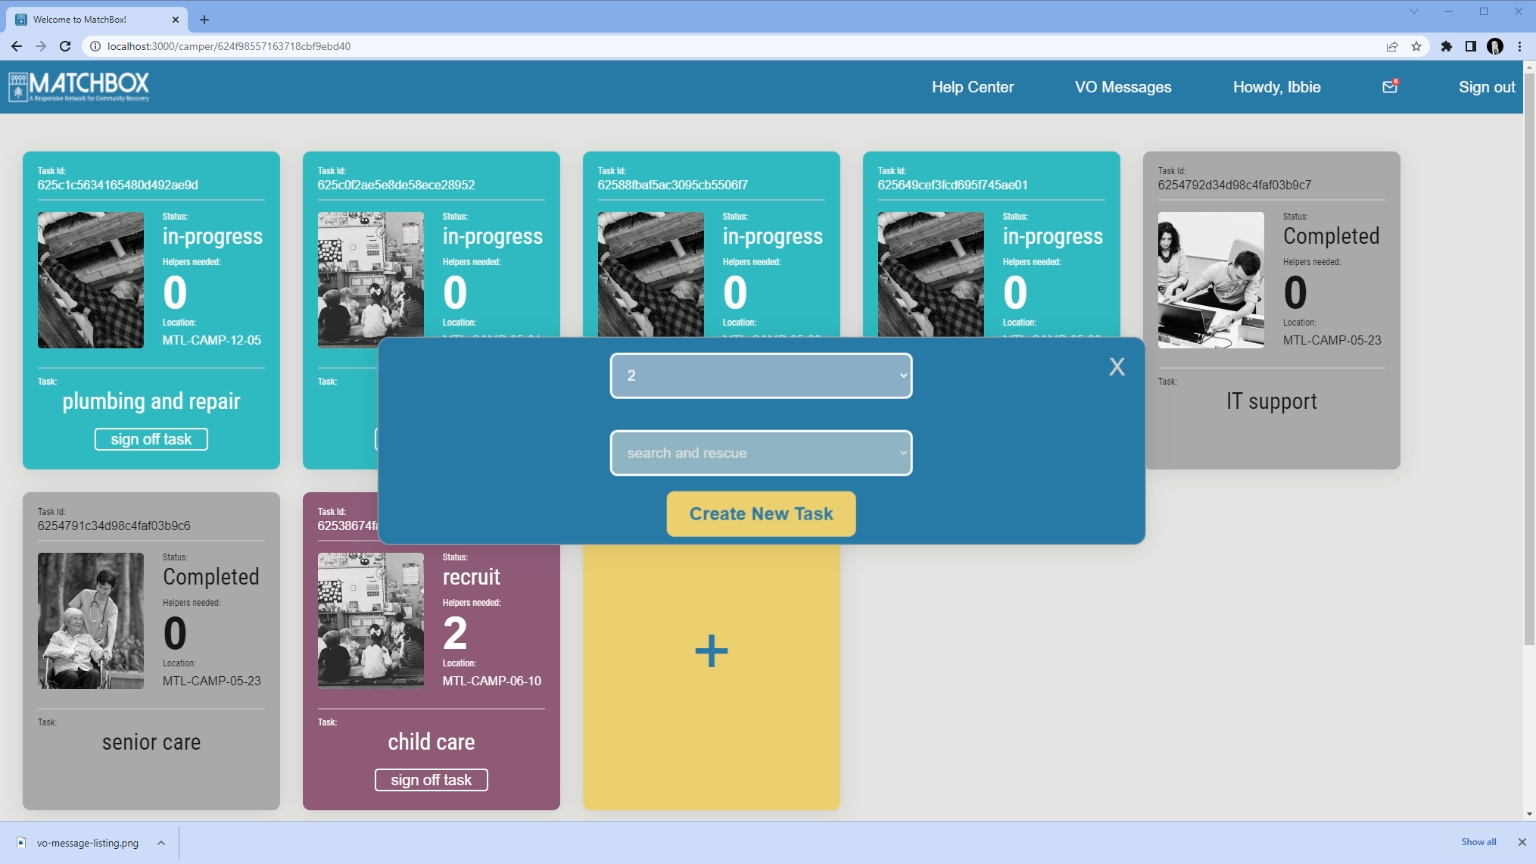 Welcome to MatchBox!
localhost:3000/camper/624f98557163718cbf9ebd40
MATCHBOX
A Responsive Network for Community Recovery
Help Center
VO Messages
Howdy, Ibbie
Sign out
Task Id:
625c1c5634165480d492ae9d
Status:
in-progress
Helpers needed:
0
Location:
MTL-CAMP-12-05
Task:
plumbing and repair
sign off task
Task Id:
625c0f2ae5e8de58ece28952
Status:
in-progress
Helpers needed:
0
Location:
Task:
Task Id:
62588fbaf5ac3095cb5506f7
Status:
in-progress
Helpers needed:
0
Location:
Task Id:
625649cef3fcd695f745ae01
Status:
in-progress
Helpers needed:
0
Location:
Task Id:
6254792d34d98c4faf03b9c7
Status:
Completed
Helpers needed:
0
Location:
MTL-CAMP-05-23
Task:
IT support
X
2
search and rescue
Create New Task
Task Id:
6254791c34d98c4faf03b9c6
Status:
Completed
Helpers needed:
0
Location:
MTL-CAMP-05-23
Task:
senior care
Task Id:
62538674fa
Status:
recruit
Helpers needed:
2
Location:
MTL-CAMP-06-10
Task:
child care
sign off task
+
vo-message-listing.png
Show all